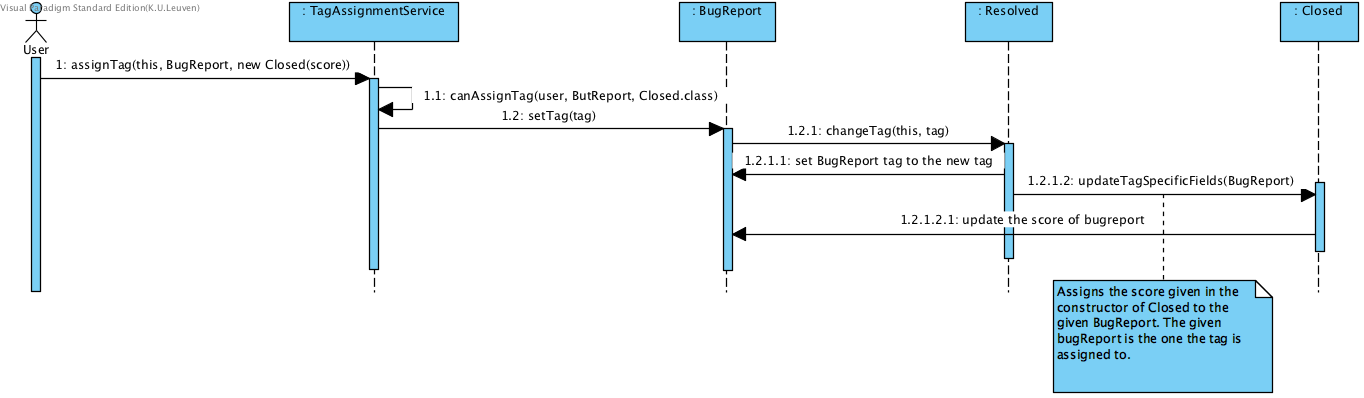 Visual Paradigm Standard Edition(K.U.Leuven)
User
: TagAssignmentService
: BugReport
: Resolved
: Closed
1: assignTag(this, BugReport, new Closed(score))
1.1: canAssignTag(user, ButReport, Closed.class)
1.2: setTag(tag)
1.2.1: changeTag(this, tag)
1.2.1.1: set BugReport tag to the new tag
1.2.1.2: updateTagSpecificFields(BugReport)
1.2.1.2.1: update the score of bugreport
Assigns the score given in the
constructor of Closed to the
given BugReport. The given
bugReport is the one the tag is
assigned to.